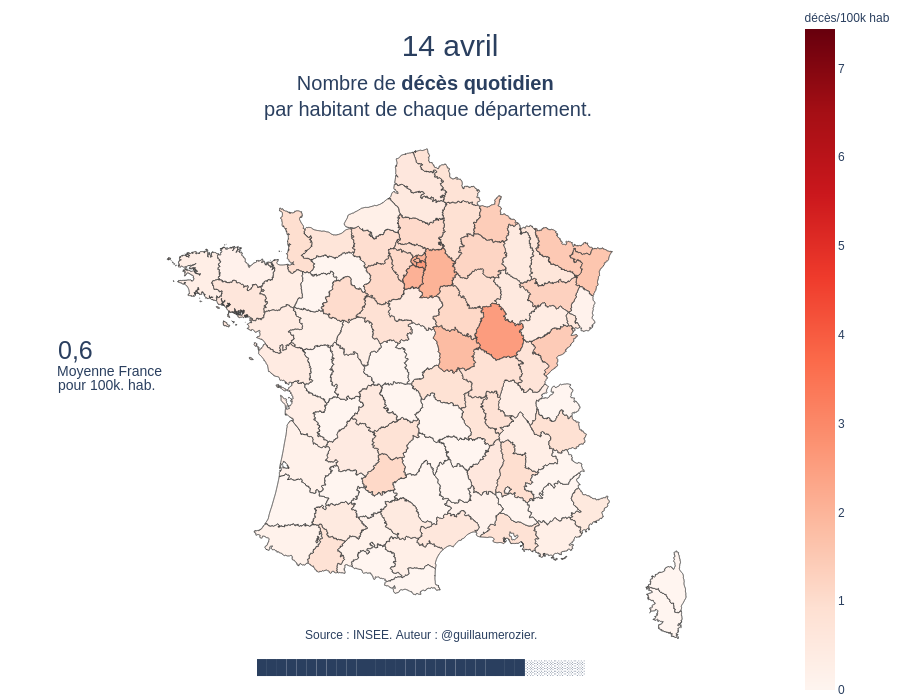 14 avril
Nombre de décès quotidien
par habitant de chaque département.
décès/100k hab
7
6
5
4
3
2
1
0
0,6
Moyenne France
pour 100k. hab.
Source : INSEE. Auteur : @guillaumerozier.